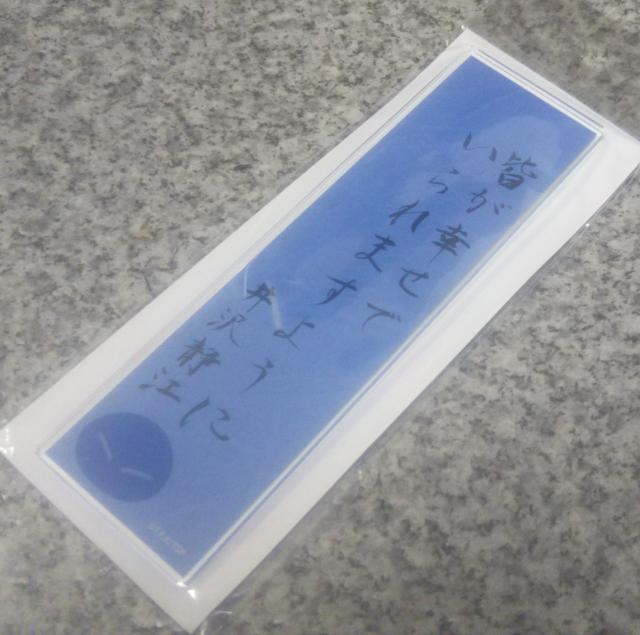 皆が幸せで
いられますように
井沢静江